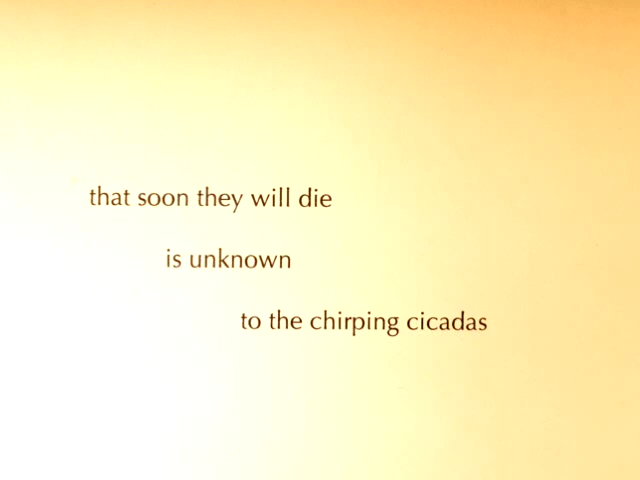 that soon they will die
is unknown
to the chirping cicadas